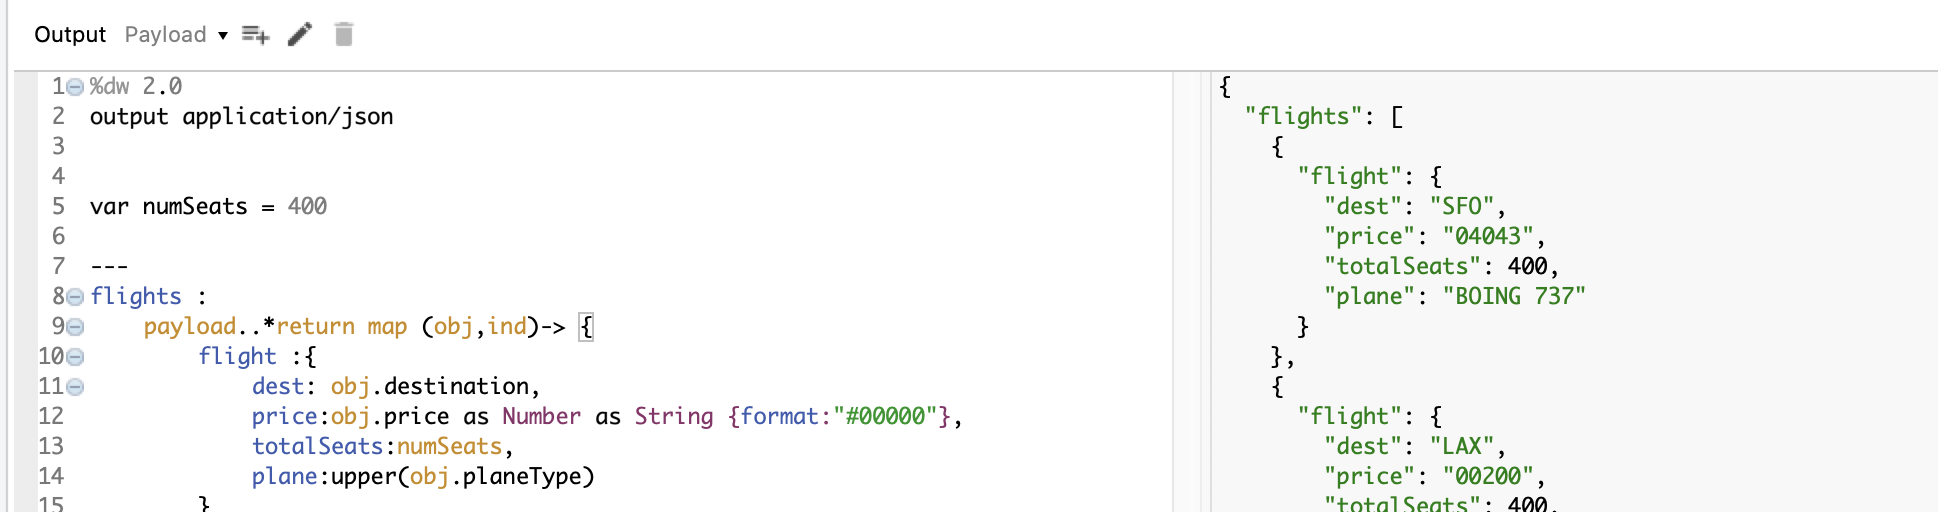 Output Payload
1 %dw 2.0
2 output application/json
3
4
5 var numSeats = 400
6
7 ---
8 flights :
9 payload..*return map (obj,ind)-> {
10 flight :{
11 dest: obj.destination,
12 price:obj.price as Number as String {format:"#00000"},
13 totalSeats:numSeats,
14 plane:upper(obj.planeType)
15 }
{
"flights": [
{
"flight": {
"dest": "SFO",
"price": "04043",
"totalSeats": 400,
"plane": "BOING 737"
}
},
{
"flight": {
"dest": "LAX",
"price": "00200",
"totalSeats": 400,